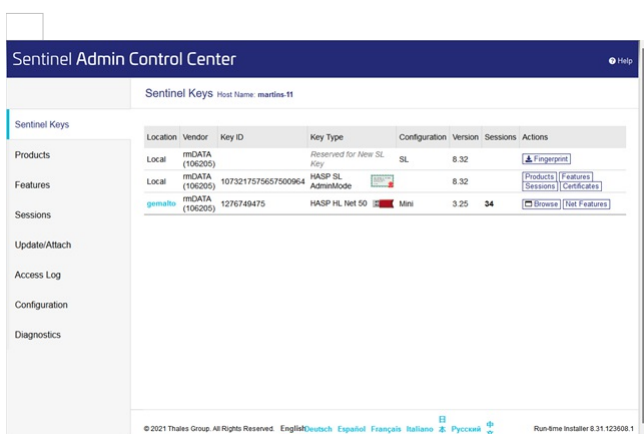 Sentinel Admin Control Center
Help
Sentinel Keys Host Name: martins-11
Sentinel Keys
Products
Features
Sessions
Update/Attach
Access Log
Configuration
Diagnostics
Location Vendor Key ID Key Type Configuration Version Sessions Actions
Local rmDATA (106205) Reserved for New SL Key SL 8.32 Fingerprint
Local rmDATA (106205) 1073217575657500964 HASP SL AdminMode 8.32 Products Features Sessions Certificates
gemalto rmDATA (106205) 1276749475 HASP HL Net 50 Mini 3.25 34 Browse Net Features
© 2021 Thales Group. All Rights Reserved. English Deutsch Español Français Italiano 日本 Русский 中文 Run-time Installer 8.31.123608.1